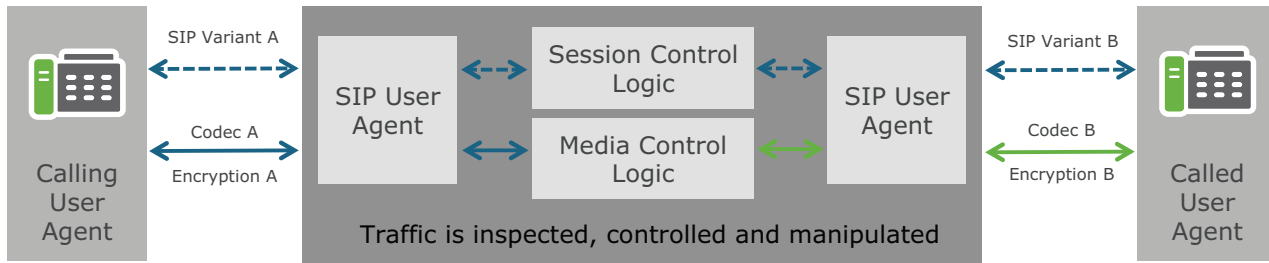 SIP Variant A
Codec A
Encryption A
Calling
User
Agent
SIP User
Agent
Session Control
Logic
Media Control
Logic
SIP User
Agent
Traffic is inspected, controlled and manipulated
SIP Variant B
Codec B
Encryption B
Called
User
Agent